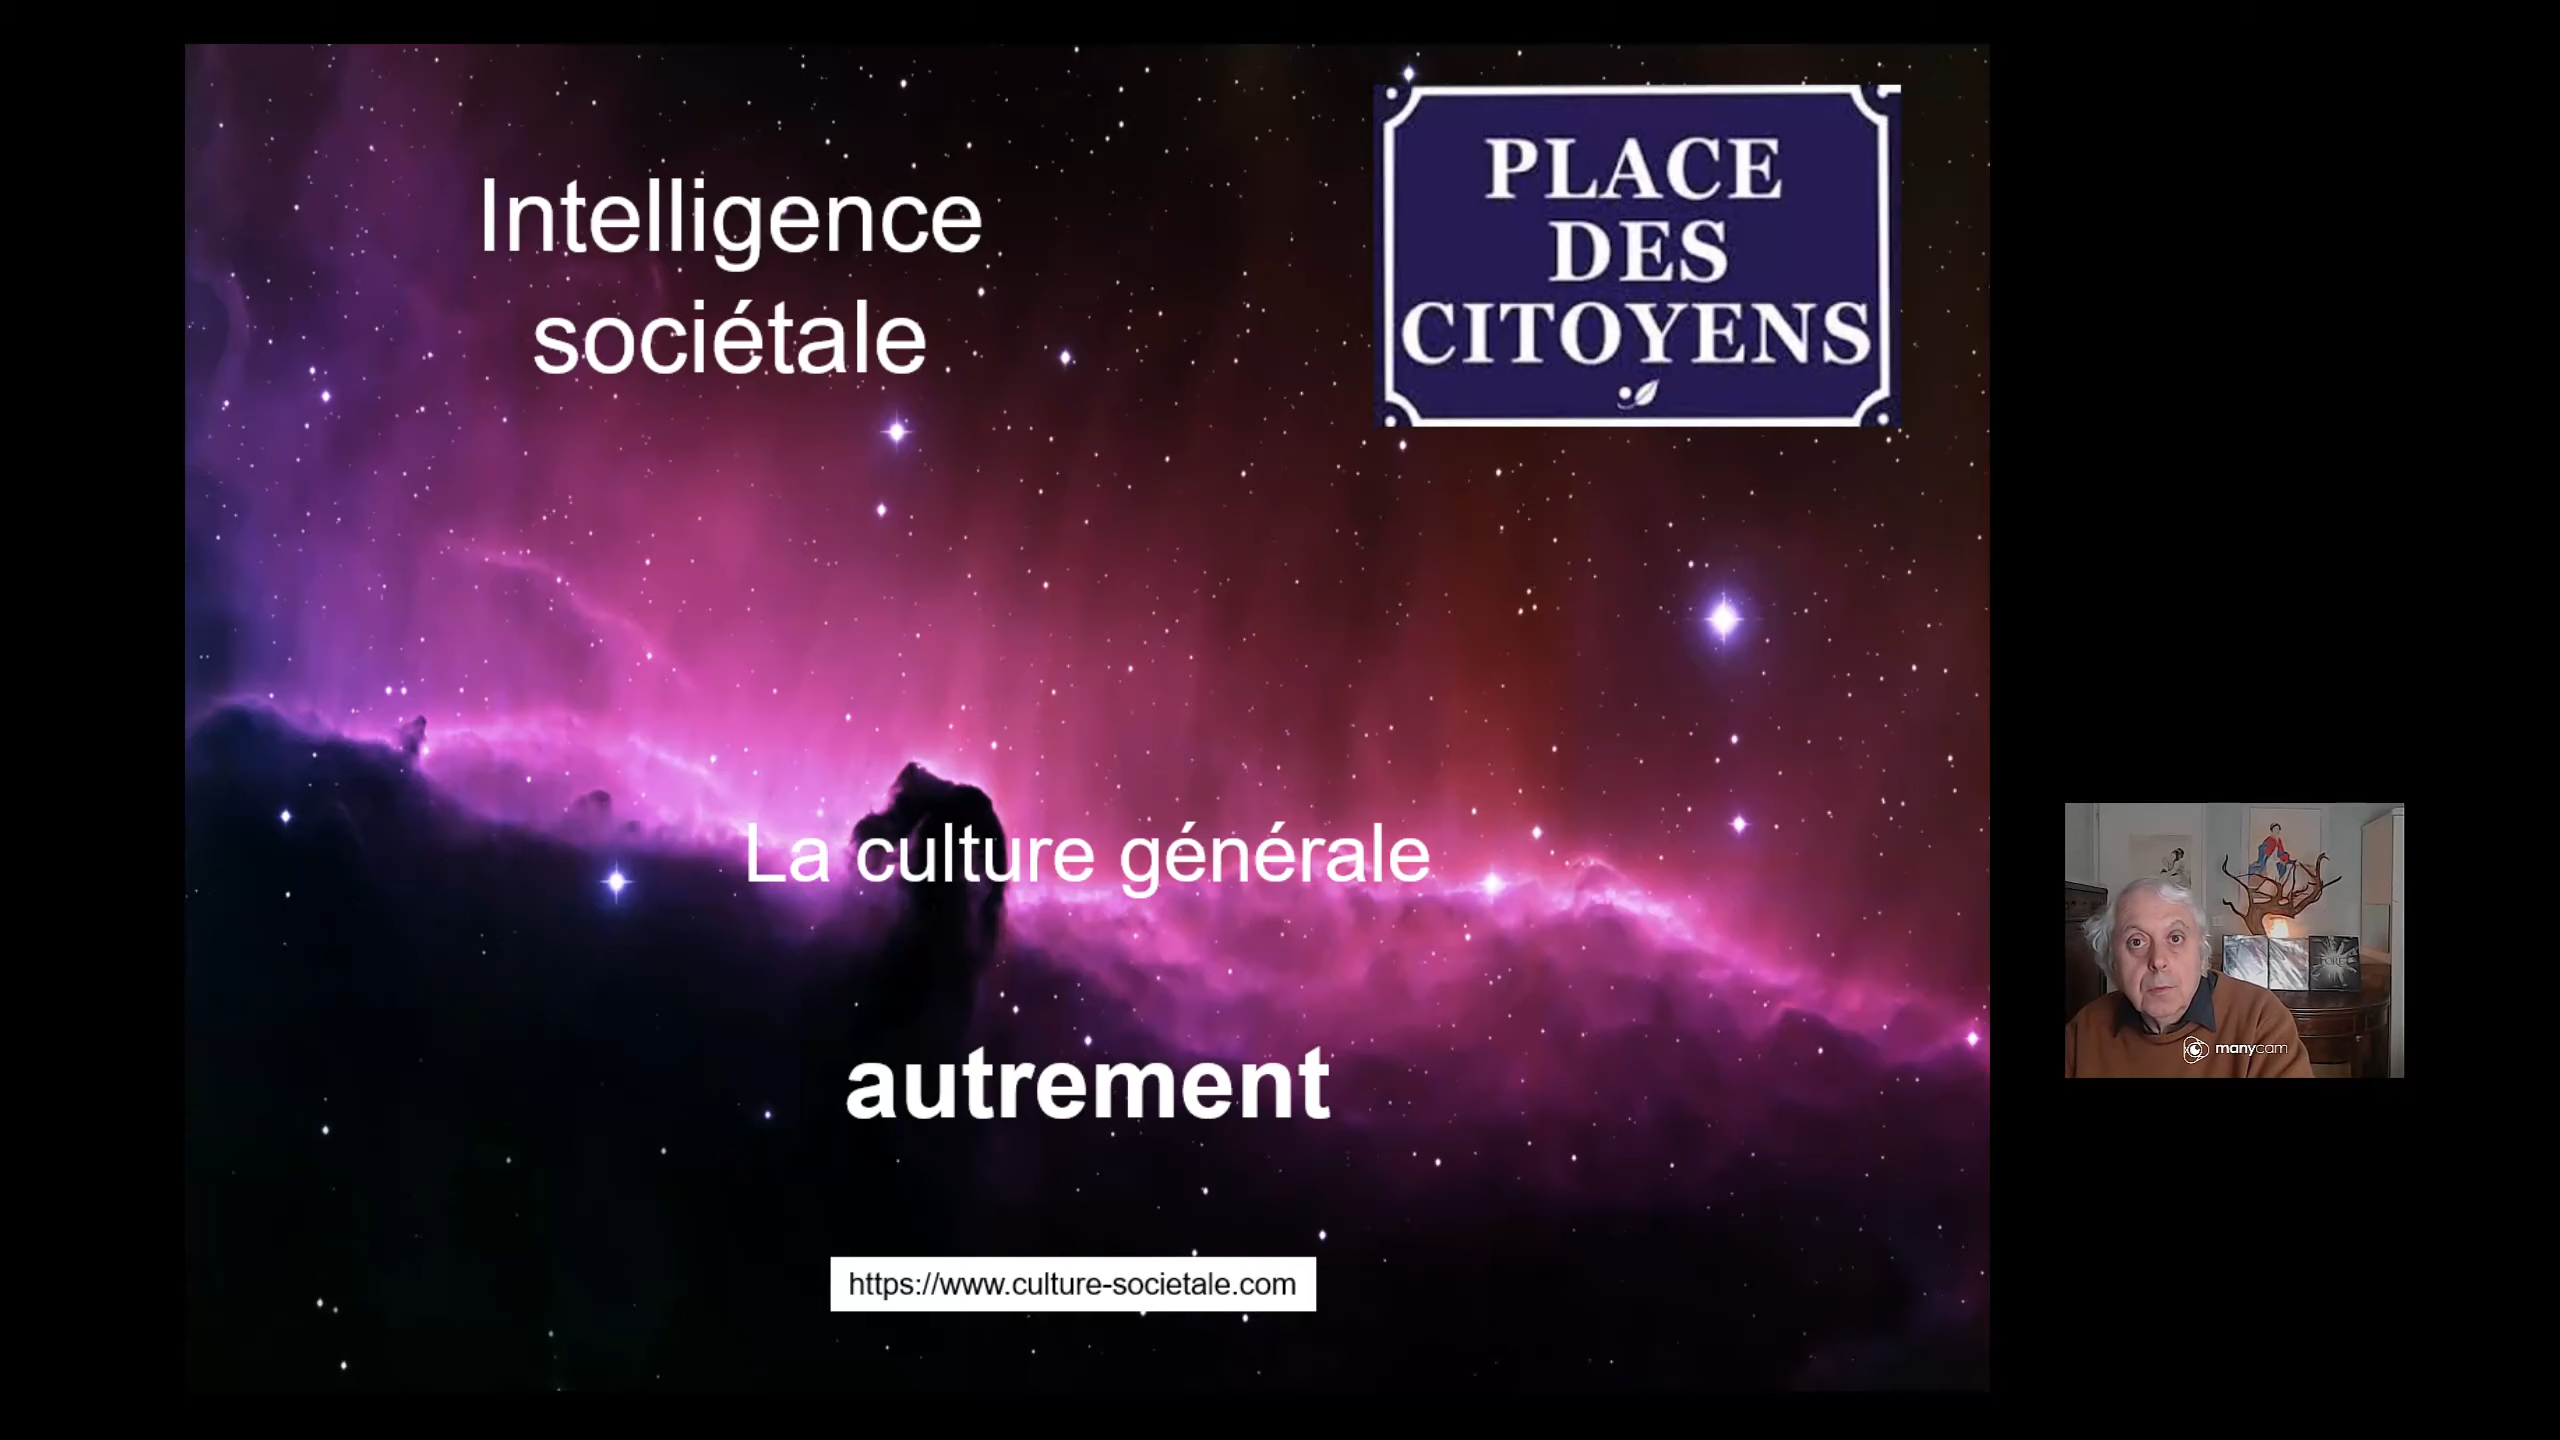 Intelligence
sociétale
PLACE
DES
CITOYENS
La culture générale
autrement
https://www.culture-societale.com
manycam